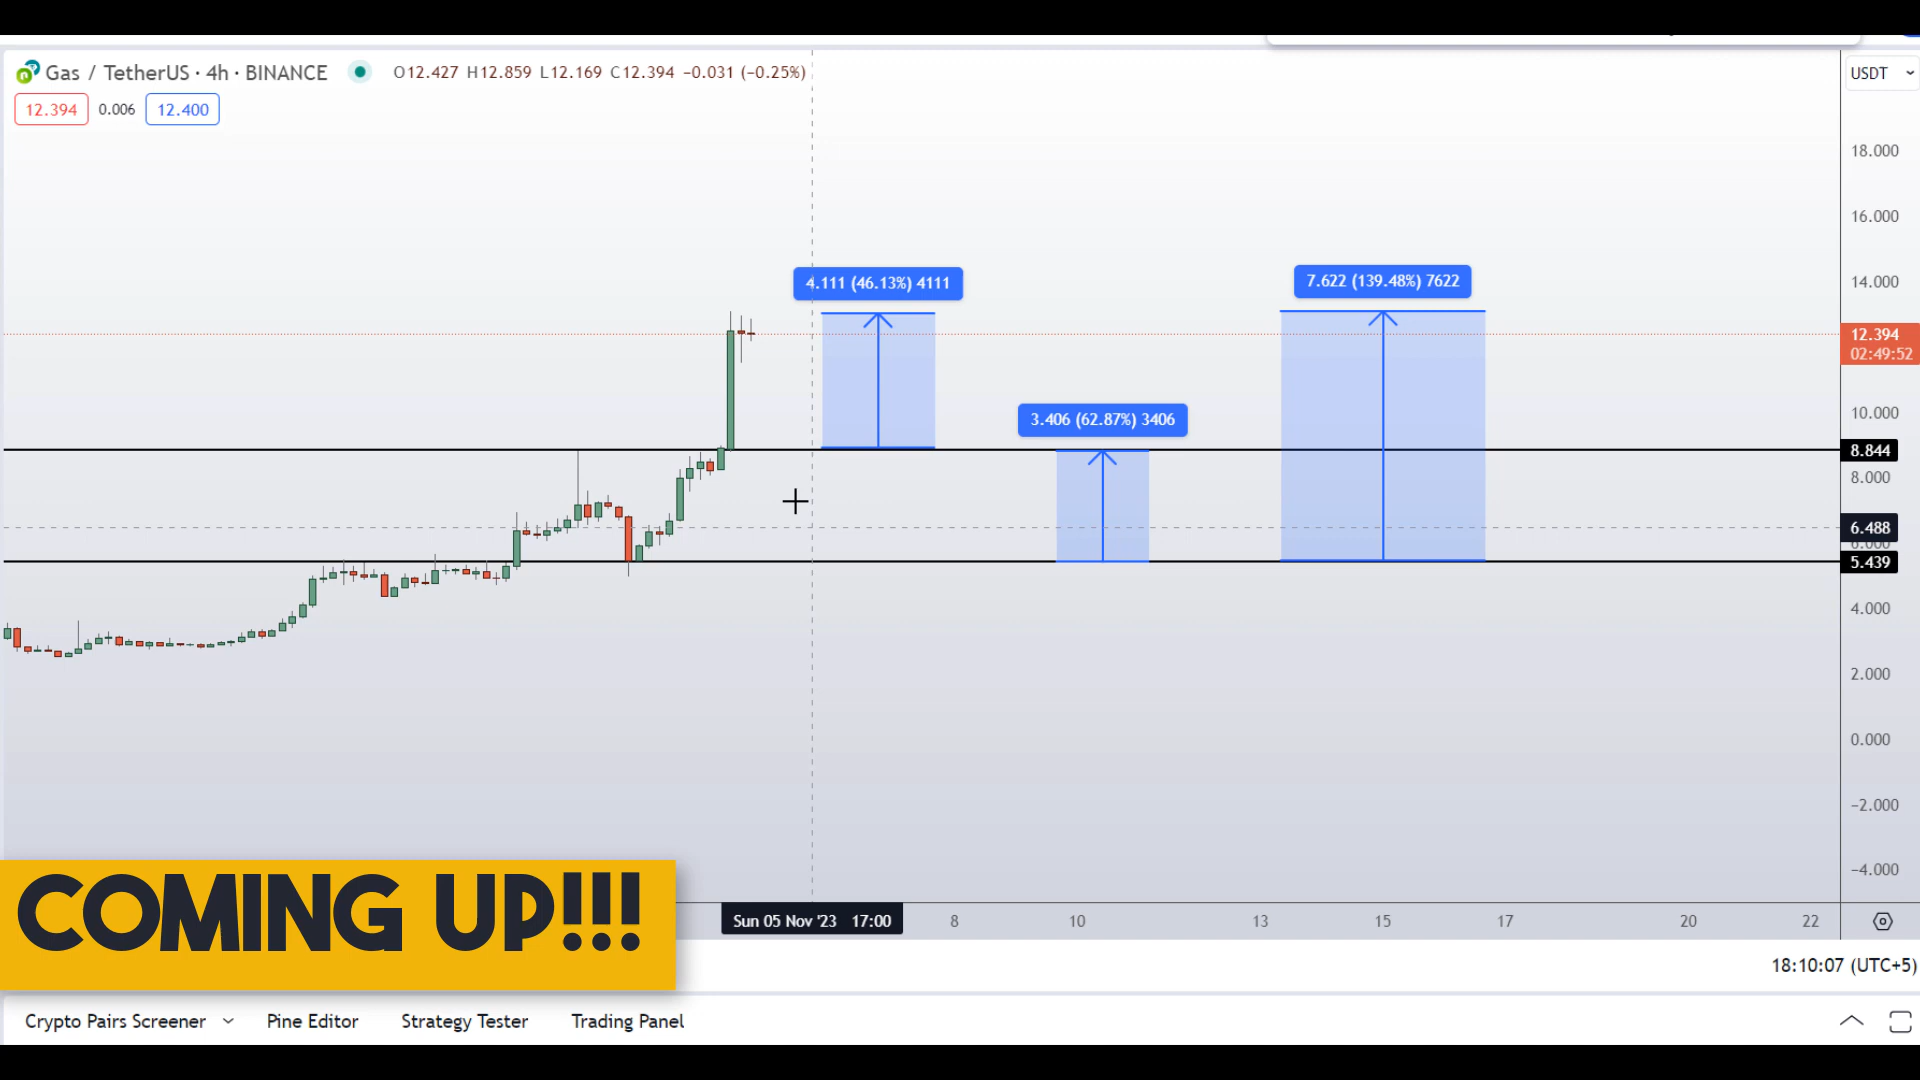 Gas / TetherUS · 4h · BINANCE O12.427 H12.859 L12.169 C12.394 −0.031 (−0.25%)
USDT
12.394 0.006 12.400
18.000
16.000
14.000
4.111 (46.13%) 4111
7.622 (139.48%) 7622
12.394
02:49:52
10.000
3.406 (62.87%) 3406
8.844
8.000
6.488
6.000
5.439
4.000
2.000
0.000
−2.000
−4.000
COMING UP!!!
Sun 05 Nov '23 17:00 8 10 13 15 17 20 22
18:10:07 (UTC+5)
Crypto Pairs Screener Pine Editor Strategy Tester Trading Panel